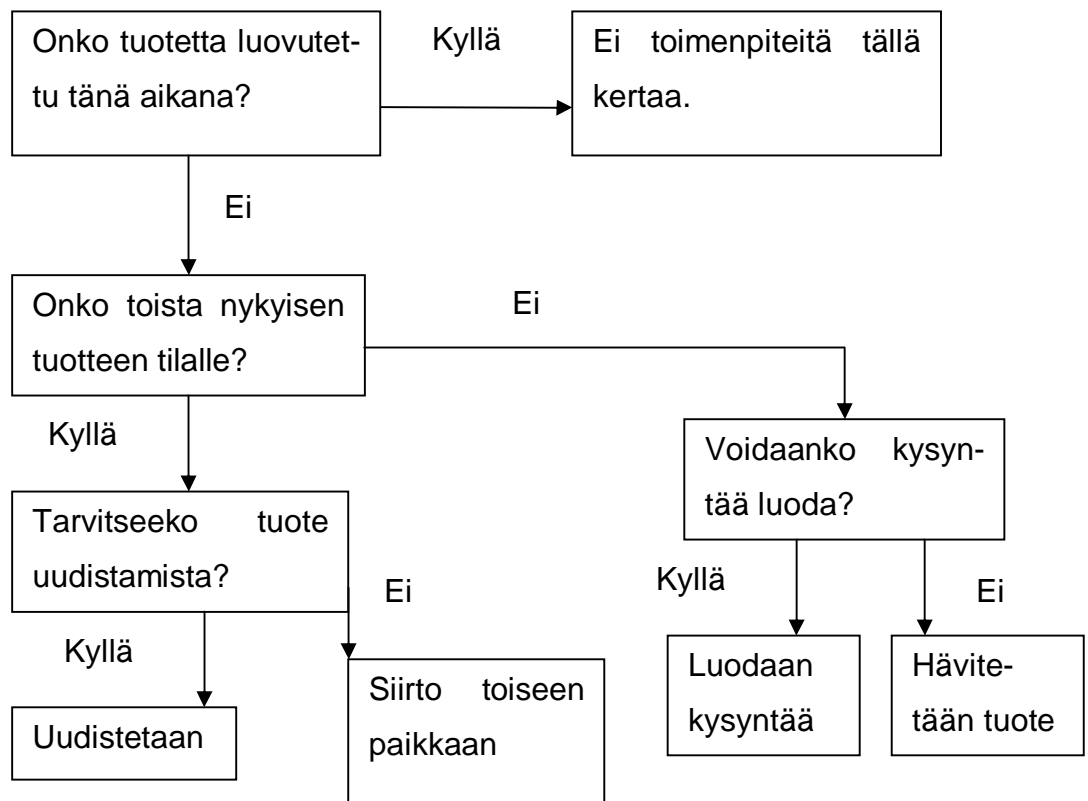 Onko tuotetta luovutet-
tu tänä aikana?
Kyllä
Ei toimenpiteitä tällä
kertaa.
Ei
Onko toista nykyisen
tuotteen tilalle?
Ei
Kyllä
Voidaanko kysyn-
tää luoda?
Tarvitseeko tuote
uudistamista?
Kyllä
Ei
Ei
Kyllä
Luodaan
kysyntää
Hävite-
tään tuote
Siirto toiseen
paikkaan
Uudistetaan